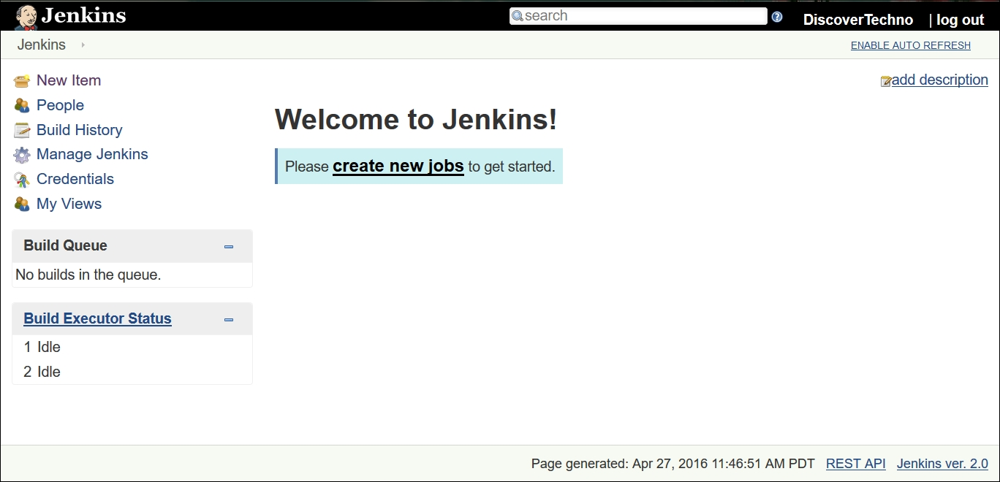 Jenkins
search
DiscoverTechno | log out
Jenkins
ENABLE AUTO REFRESH
New Item
People
Build History
Manage Jenkins
Credentials
My Views
Build Queue
No builds in the queue.
Build Executor Status
1 Idle
2 Idle
add description
Welcome to Jenkins!
Please create new jobs to get started.
Page generated: Apr 27, 2016 11:46:51 AM PDT REST API Jenkins ver. 2.0